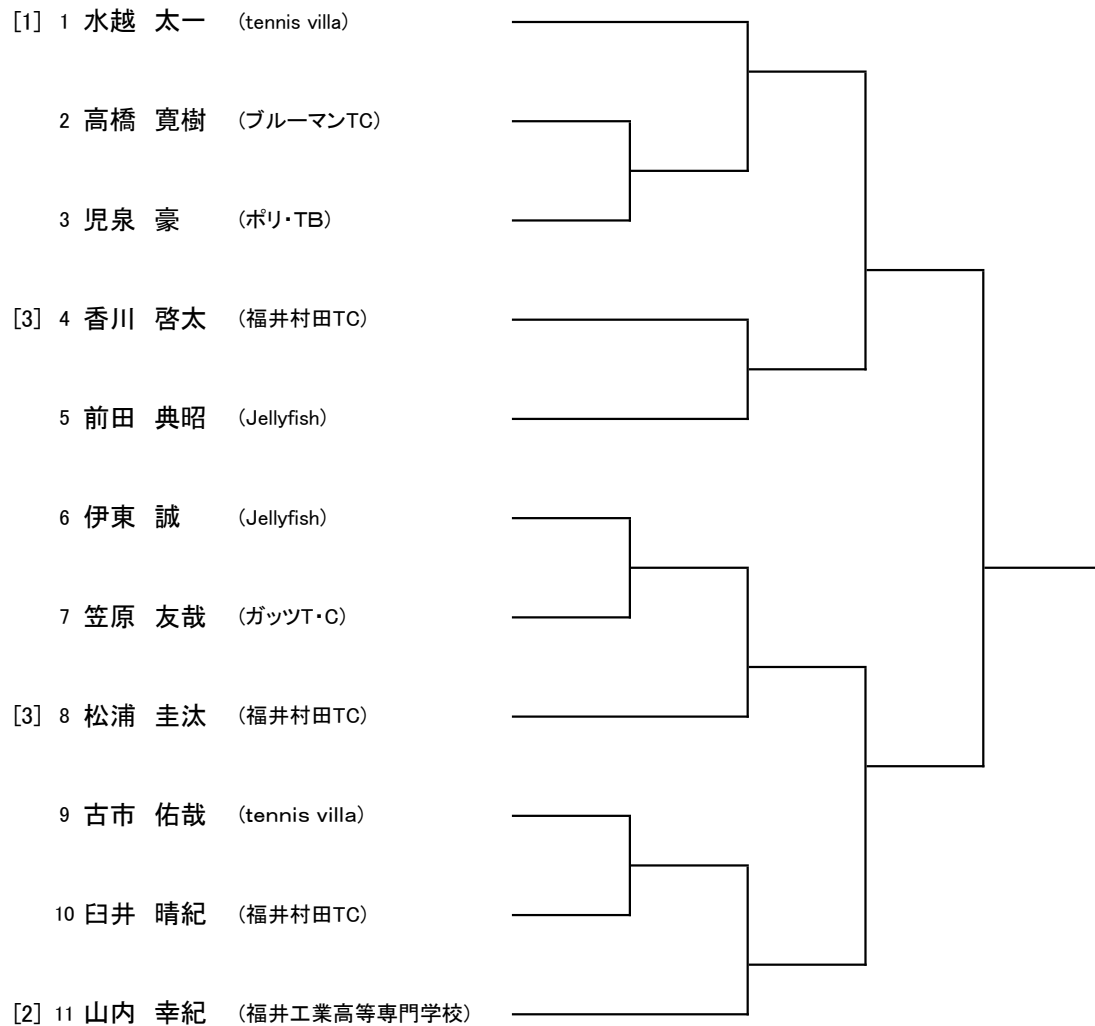 [1] 1 水越 太一 (tennis villa)
2 高橋 寛樹 (ブルーマンTC)
3 児泉 豪 (ポリ・TB)
[3] 4 香川 啓太 (福井村田TC)
5 前田 典昭 (Jellyfish)
6 伊東 誠 (Jellyfish)
7 笠原 友哉 (ガッツT・C)
[3] 8 松浦 圭汰 (福井村田TC)
9 古市 佑哉 (tennis villa)
10 臼井 晴紀 (福井村田TC)
[2] 11 山内 幸紀 (福井工業高等専門学校)